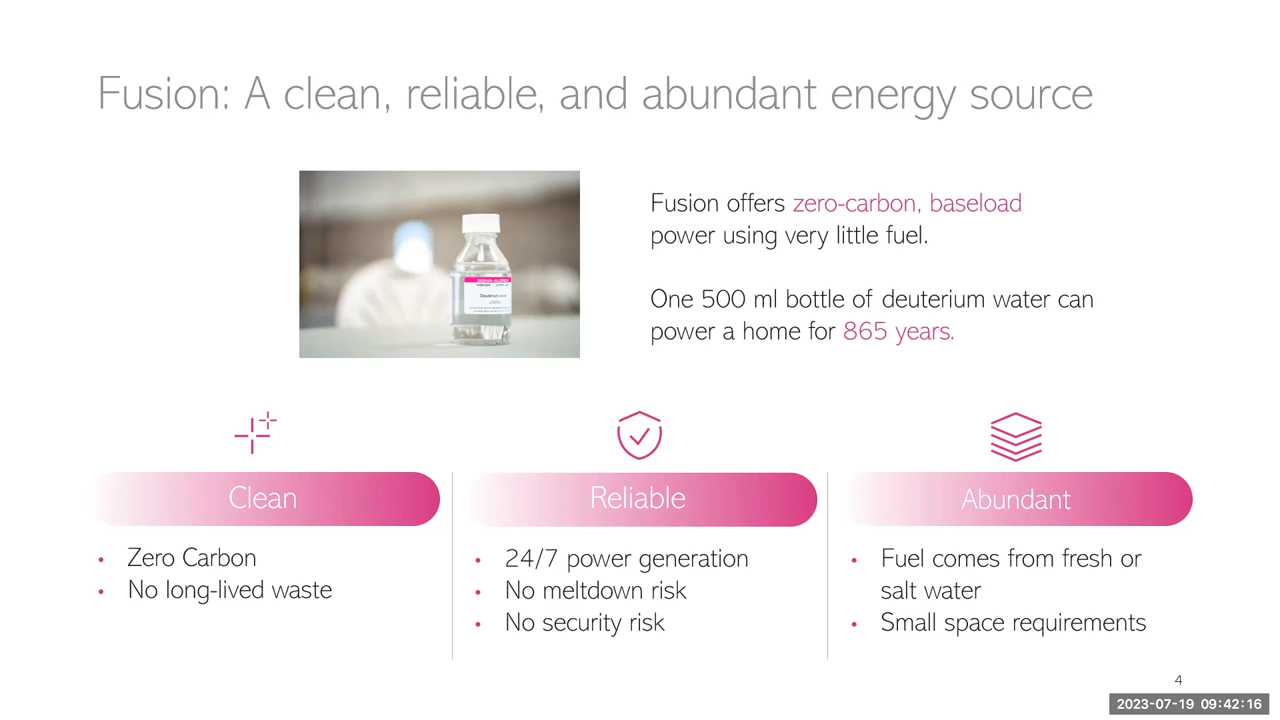 Fusion: A clean, reliable, and abundant energy source
SIGMA-ALDRICH
Deuterium
Fusion offers zero-carbon, baseload
power using very little fuel.
One 500 ml bottle of deuterium water can
power a home for 865 years.
Clean
Zero Carbon
No long-lived waste
Reliable
24/7 power generation
No meltdown risk
No security risk
Abundant
Fuel comes from fresh or
salt water
Small space requirements
4
2023-07-19 09:42:16